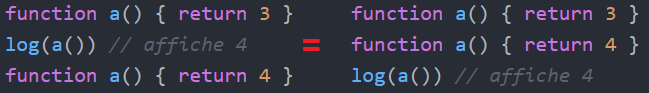 function a() { return 3 }
log(a()) // affiche 4
function a() { return 4 }
=
function a() { return 3 }
function a() { return 4 }
log(a()) // affiche 4